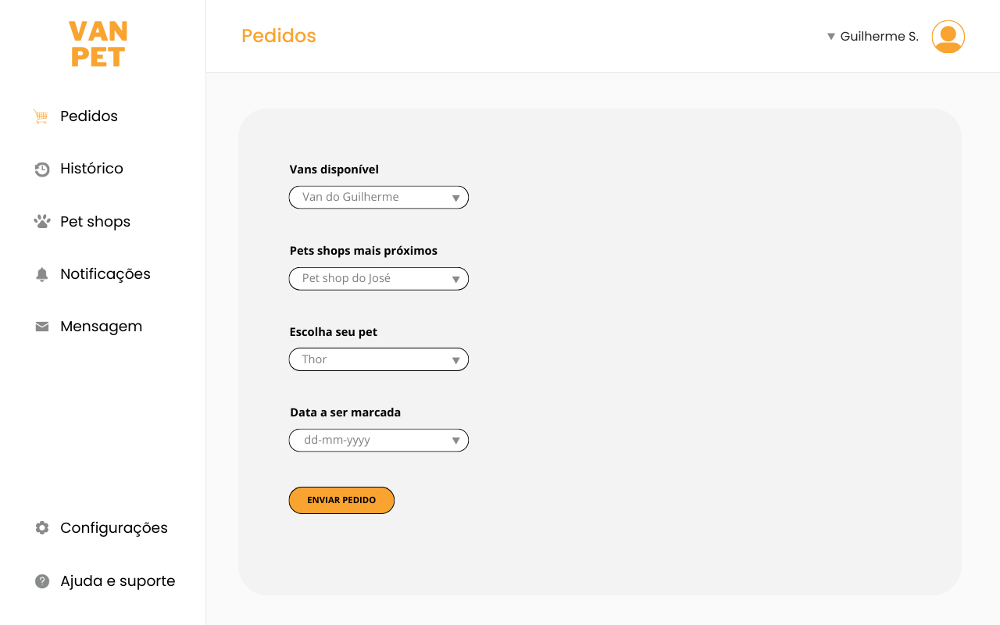 VAN
PET
Pedidos
Histórico
Pet shops
Notificações
Mensagem
Configurações
Ajuda e suporte
Pedidos
Guilherme S.
Vans disponível
Van do Guilherme
Pets shops mais próximos
Pet shop do José
Escolha seu pet
Thor
Data a ser marcada
dd-mm-yyyy
ENVIAR PEDIDO